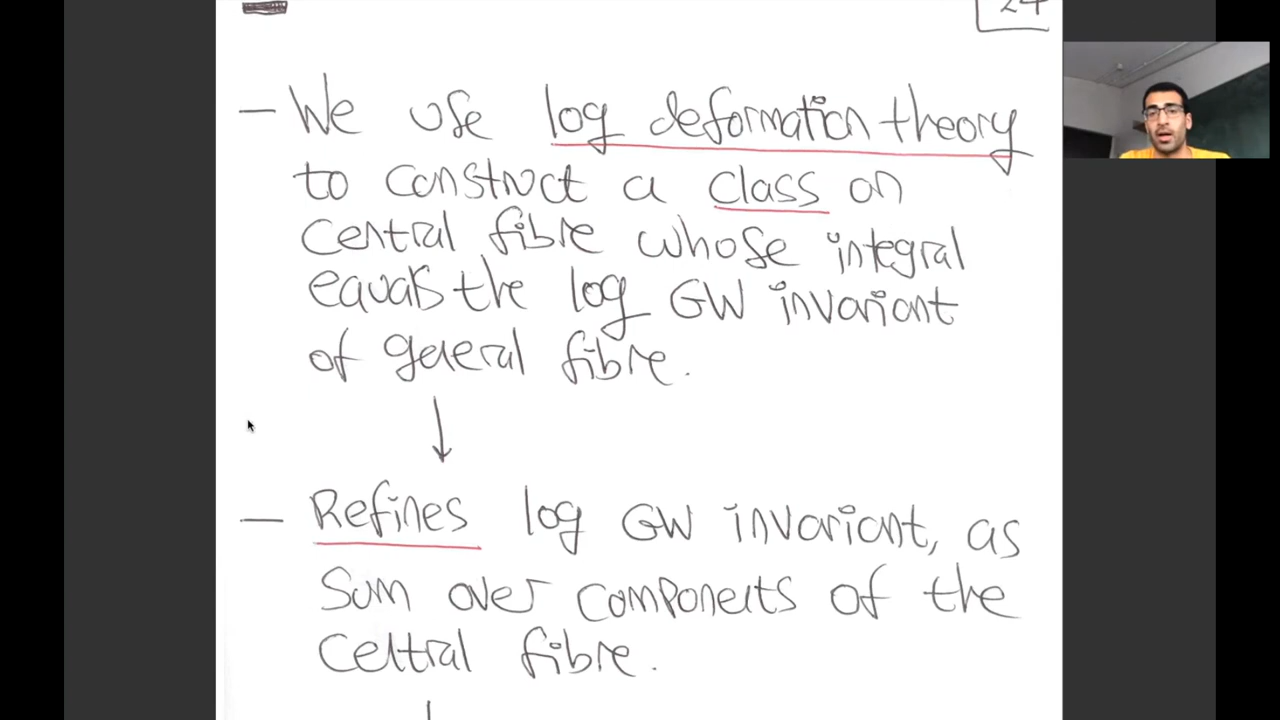 24
– We use log deformation theory
to construct a class on
central fibre whose integral
equals the log GW invariant
of general fibre.
↓
– Refines log GW invariant, as
sum over components of the
central fibre.